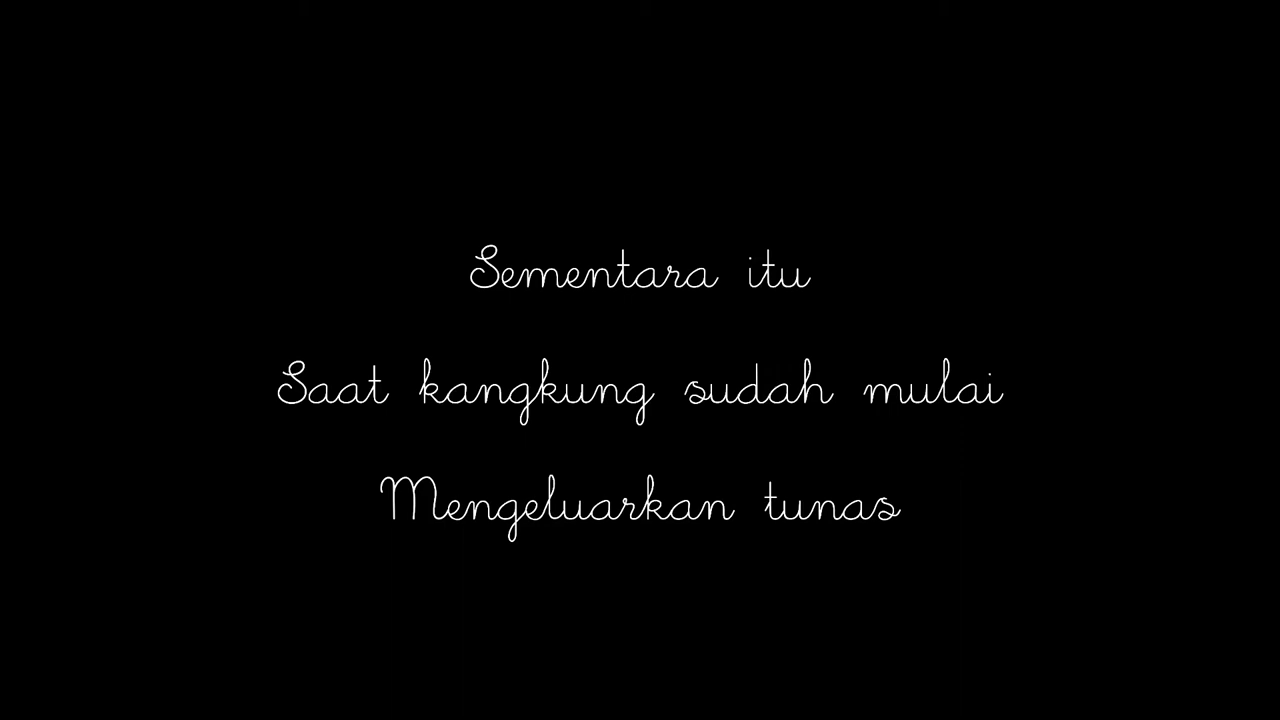 Sementara itu
Saat kangkung sudah mulai
Mengeluarkan tunas